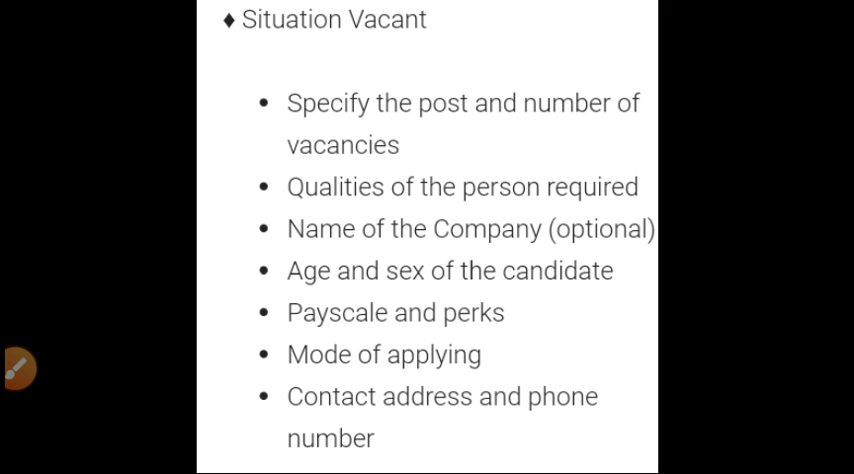 ♦ Situation Vacant
• Specify the post and number of
vacancies
• Qualities of the person required
• Name of the Company (optional)
• Age and sex of the candidate
• Payscale and perks
• Mode of applying
• Contact address and phone
number